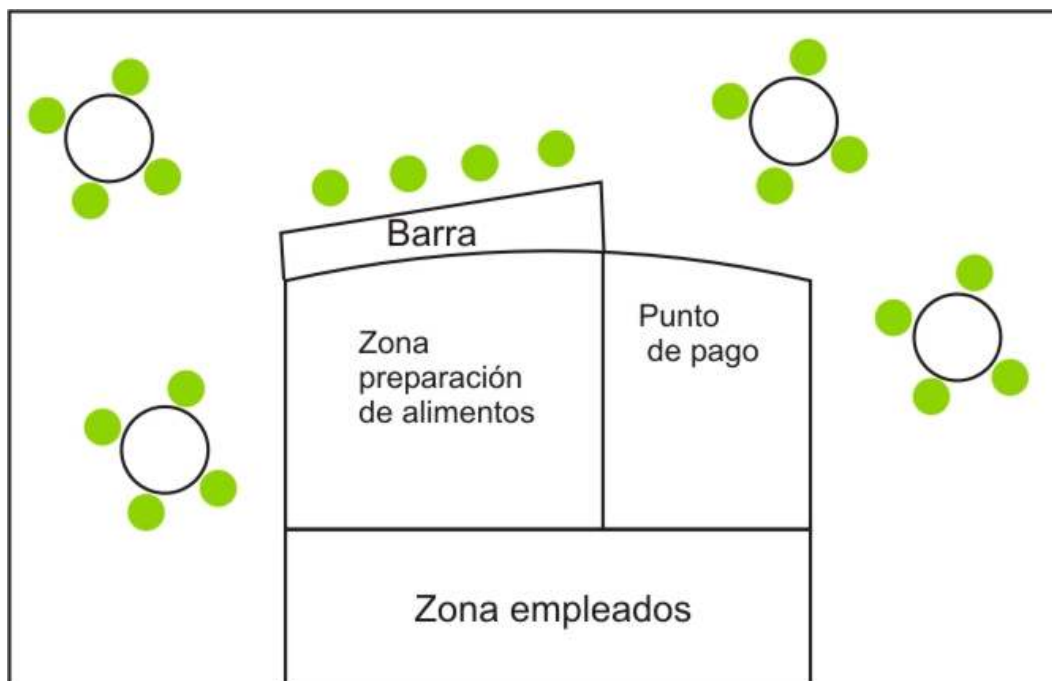 Barra
Zona
preparación
de alimentos
Punto
de pago
Zona empleados